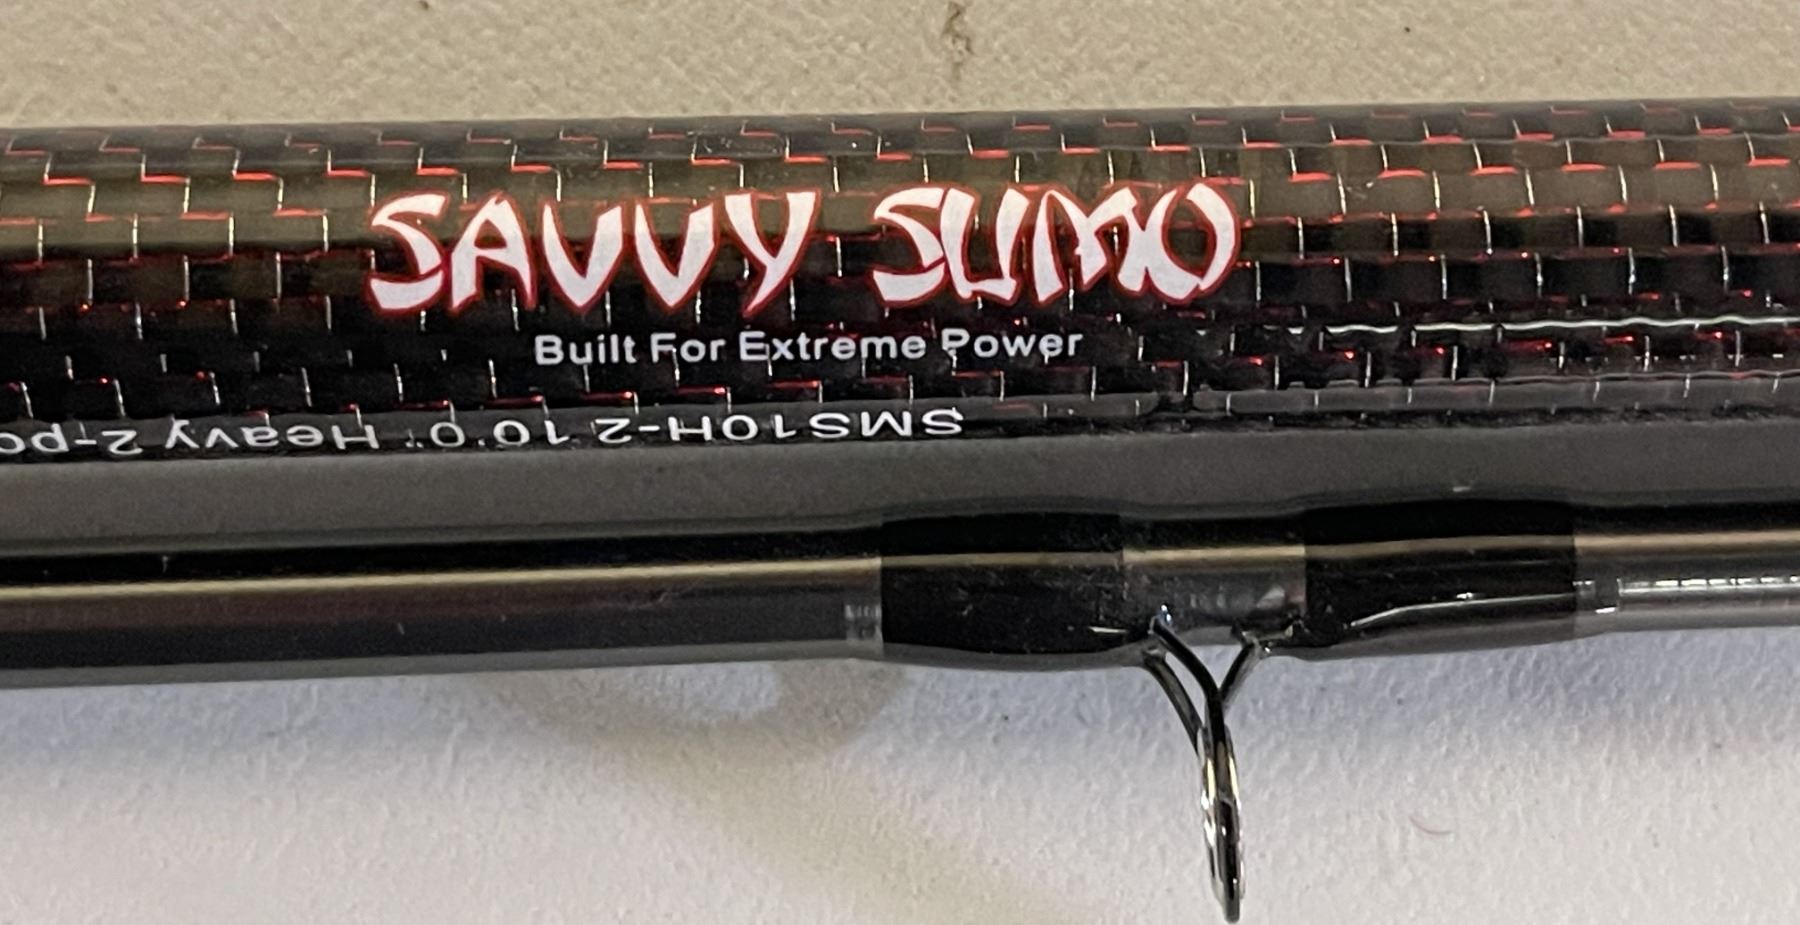 SAVVY SUMO
Built For Extreme Power
SMS10H-2 10'0" Heavy 2-pc